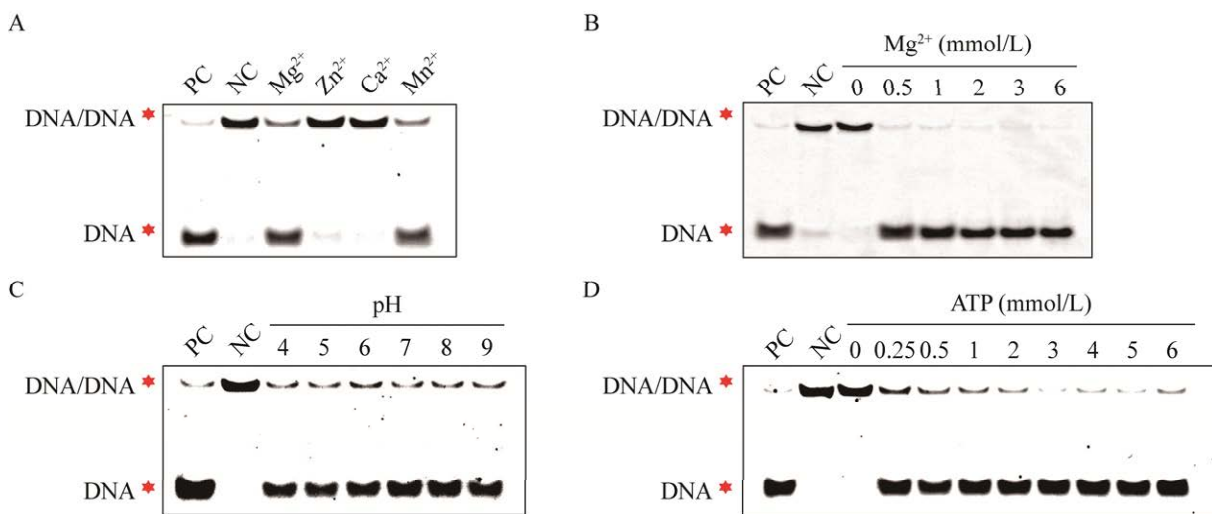 A
PC NC Mg²⁺ Zn²⁺ Ca²⁺ Mn²⁺
DNA/DNA
DNA
B
Mg²⁺ (mmol/L)
PC NC 0 0.5 1 2 3 6
DNA/DNA
DNA
C
pH
PC NC 4 5 6 7 8 9
DNA/DNA
DNA
D
ATP (mmol/L)
PC NC 0 0.25 0.5 1 2 3 4 5 6
DNA/DNA
DNA